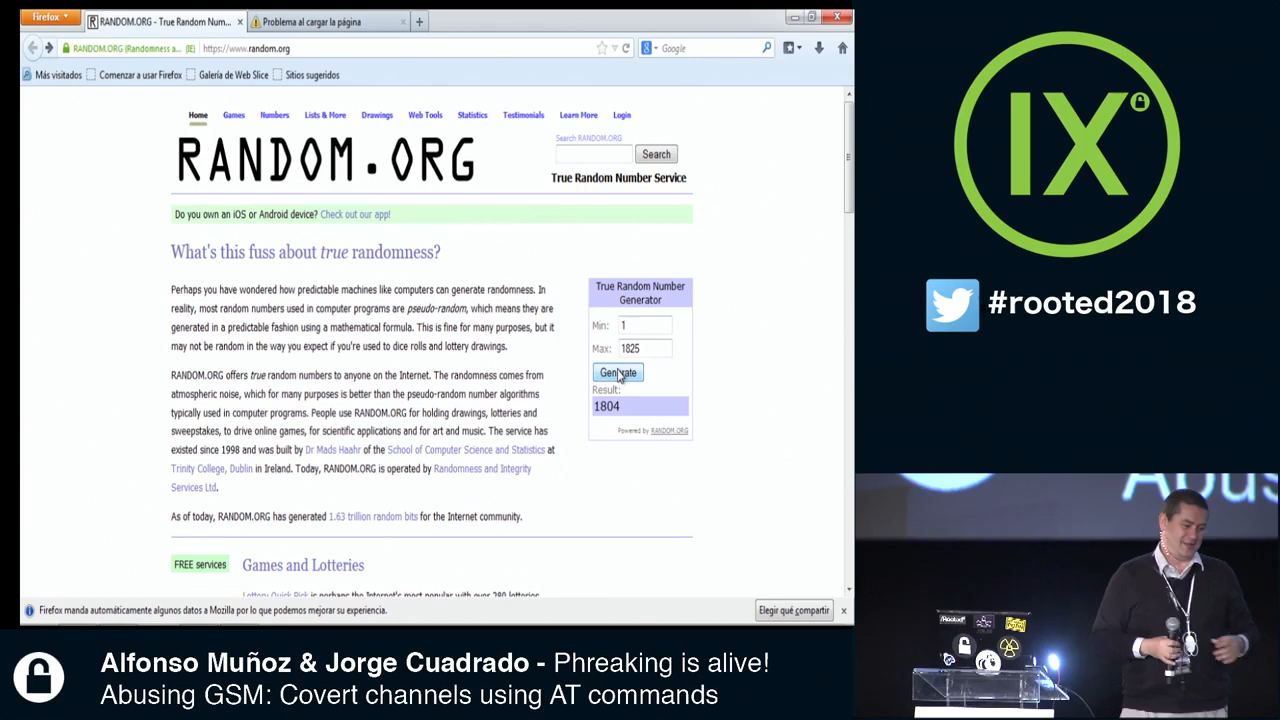 Firefox
RANDOM.ORG - True Random Num...
Problema al cargar la página
RANDOM.ORG (Randomness a... (IE)
https://www.random.org
Google
Más visitados
Comenzar a usar Firefox
Galería de Web Slice
Sitios sugeridos
Home Games Numbers Lists & More Drawings Web Tools Statistics Testimonials Learn More Login
RANDOM.ORG
Search RANDOM.ORG
Search
True Random Number Service
Do you own an iOS or Android device? Check out our app!
What's this fuss about true randomness?
Perhaps you have wondered how predictable machines like computers can generate randomness. In
reality, most random numbers used in computer programs are pseudo-random, which means they are
generated in a predictable fashion using a mathematical formula. This is fine for many purposes, but it
may not be random in the way you expect if you're used to dice rolls and lottery drawings.
RANDOM.ORG offers true random numbers to anyone on the Internet. The randomness comes from
atmospheric noise, which for many purposes is better than the pseudo-random number algorithms
typically used in computer programs. People use RANDOM.ORG for holding drawings, lotteries and
sweepstakes, to drive online games, for scientific applications and for art and music. The service has
existed since 1998 and was built by Dr Mads Haahr of the School of Computer Science and Statistics at
Trinity College, Dublin in Ireland. Today, RANDOM.ORG is operated by Randomness and Integrity
Services Ltd.
As of today, RANDOM.ORG has generated 1.63 trillion random bits for the Internet community.
True Random Number
Generator
Min: 1
Max: 1825
Generate
Result:
1804
Powered by RANDOM.ORG
FREE services
Games and Lotteries
Lottery Quick Pick is perhaps the Internet's most popular with over 280 lotteries.
Firefox manda automáticamente algunos datos a Mozilla por lo que podemos mejorar su experiencia.
Elegir qué compartir
IX
#rooted2018
Abus
/Rooted
Alfonso Muñoz & Jorge Cuadrado - Phreaking is alive!
Abusing GSM: Covert channels using AT commands